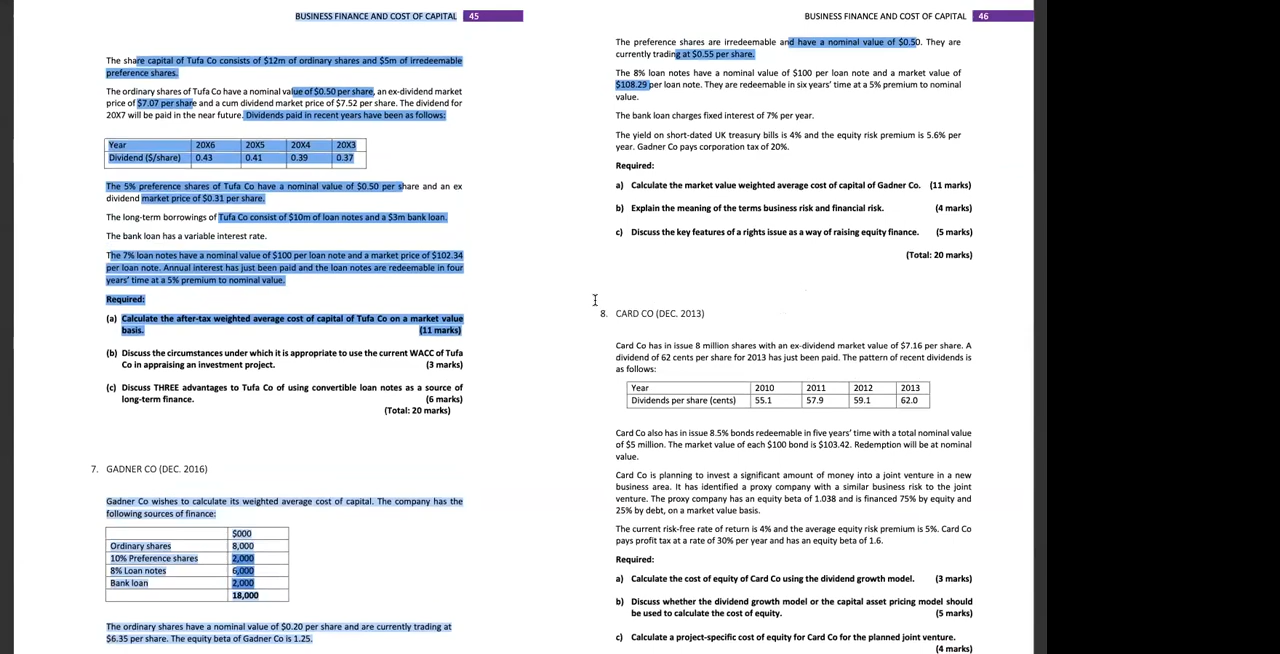 BUSINESS FINANCE AND COST OF CAPITAL 45
The share capital of Tufa Co consists of $12m of ordinary shares and $5m of irredeemable
preference shares.
The ordinary shares of Tufa Co have a nominal value of $0.50 per share, an ex-dividend market
price of $7.07 per share and a cum dividend market price of $7.52 per share. The dividend for
20X7 will be paid in the near future. Dividends paid in recent years have been as follows:
Year 20X6 20X5 20X4 20X3
Dividend ($/share) 0.43 0.41 0.39 0.37
The 5% preference shares of Tufa Co have a nominal value of $0.50 per share and an ex
dividend market price of $0.31 per share.
The long-term borrowings of Tufa Co consist of $10m of loan notes and a $3m bank loan.
The bank loan has a variable interest rate.
The 7% loan notes have a nominal value of $100 per loan note and a market price of $102.34
per loan note. Annual interest has just been paid and the loan notes are redeemable in four
years' time at a 5% premium to nominal value.
Required:
(a) Calculate the after-tax weighted average cost of capital of Tufa Co on a market value
basis. (11 marks)
(b) Discuss the circumstances under which it is appropriate to use the current WACC of Tufa
Co in appraising an investment project. (3 marks)
(c) Discuss THREE advantages to Tufa Co of using convertible loan notes as a source of
long-term finance. (6 marks)
(Total: 20 marks)
7. GADNER CO (DEC. 2016)
Gadner Co wishes to calculate its weighted average cost of capital. The company has the
following sources of finance:
$000
Ordinary shares 8,000
10% Preference shares 2,000
8% Loan notes 6,000
Bank loan 2,000
18,000
The ordinary shares have a nominal value of $0.20 per share and are currently trading at
$6.35 per share. The equity beta of Gadner Co is 1.25.
BUSINESS FINANCE AND COST OF CAPITAL 46
The preference shares are irredeemable and have a nominal value of $0.50. They are
currently trading at $0.55 per share.
The 8% loan notes have a nominal value of $100 per loan note and a market value of
$108.29 per loan note. They are redeemable in six years' time at a 5% premium to nominal
value.
The bank loan charges fixed interest of 7% per year.
The yield on short-dated UK treasury bills is 4% and the equity risk premium is 5.6% per
year. Gadner Co pays corporation tax of 20%.
Required:
a) Calculate the market value weighted average cost of capital of Gadner Co. (11 marks)
b) Explain the meaning of the terms business risk and financial risk. (4 marks)
c) Discuss the key features of a rights issue as a way of raising equity finance. (5 marks)
(Total: 20 marks)
8. CARD CO (DEC. 2013)
Card Co has in issue 8 million shares with an ex-dividend market value of $7.16 per share. A
dividend of 62 cents per share for 2013 has just been paid. The pattern of recent dividends is
as follows:
Year 2010 2011 2012 2013
Dividends per share (cents) 55.1 57.9 59.1 62.0
Card Co also has in issue 8.5% bonds redeemable in five years' time with a total nominal value
of $5 million. The market value of each $100 bond is $103.42. Redemption will be at nominal
value.
Card Co is planning to invest a significant amount of money into a joint venture in a new
business area. It has identified a proxy company with a similar business risk to the joint
venture. The proxy company has an equity beta of 1.038 and is financed 75% by equity and
25% by debt, on a market value basis.
The current risk-free rate of return is 4% and the average equity risk premium is 5%. Card Co
pays profit tax at a rate of 30% per year and has an equity beta of 1.6.
Required:
a) Calculate the cost of equity of Card Co using the dividend growth model. (3 marks)
b) Discuss whether the dividend growth model or the capital asset pricing model should
be used to calculate the cost of equity. (5 marks)
c) Calculate a project-specific cost of equity for Card Co for the planned joint venture.
(4 marks)